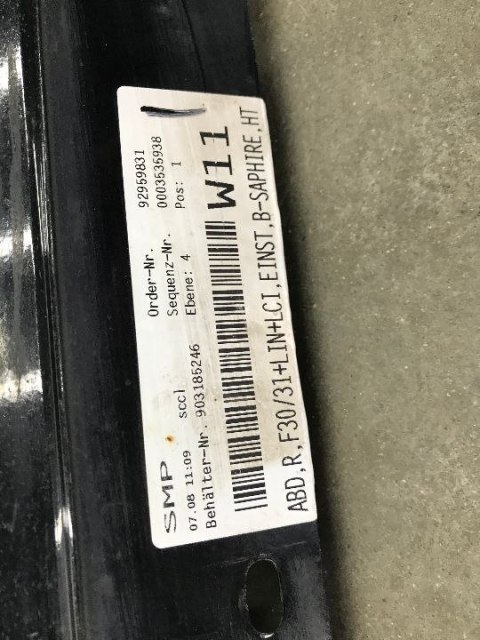 SMP
07.08 11:09 sccl
Behälter-Nr. 903185246
Order-Nr. 92959831
Sequenz-Nr. 0003535938
Ebene: 4 Pos: 1
W11
ABD,R,F30/31+LIN+LCI,EINST,B-SAPHIRE,HT